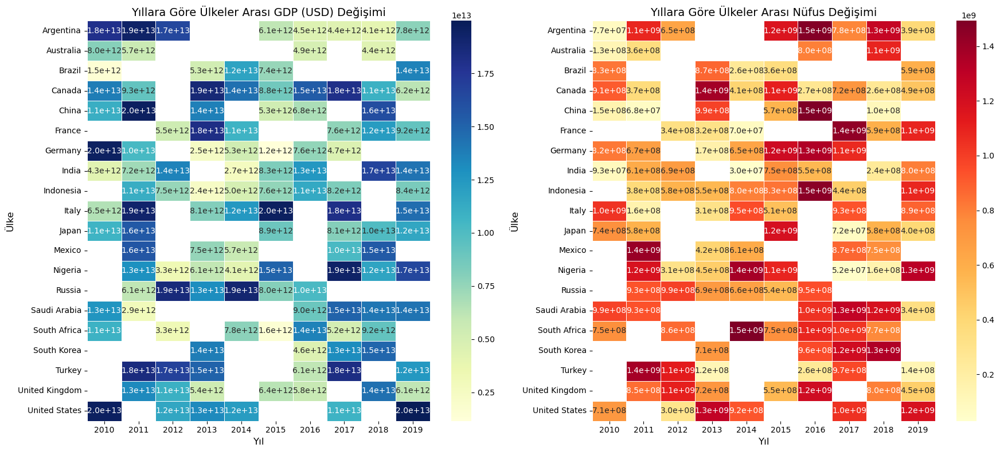 Yıllara Göre Ülkeler Arası GDP (USD) Değişimi
1e13
Ülke
Argentina 1.8e+13 1.9e+13 1.7e+13 6.1e+12 4.5e+12 4.4e+12 4.1e+12 7.8e+12
Australia 8.0e+12 5.7e+12 4.9e+12 4.4e+12
Brazil 1.5e+12 5.3e+12 1.2e+13 7.4e+12 1.4e+13
Canada 1.4e+13 9.3e+12 1.9e+13 1.4e+13 8.8e+12 1.5e+13 1.8e+13 1.1e+13 6.2e+12
China 1.1e+13 2.0e+13 1.4e+13 5.3e+12 6.8e+12 1.6e+13
France 5.5e+12 1.8e+13 1.1e+13 7.6e+12 1.2e+13 9.2e+12
Germany 2.0e+13 1.0e+13 2.5e+12 5.3e+12 1.2e+12 7.6e+12 4.7e+12
India 4.3e+12 7.2e+12 1.4e+13 2.7e+12 8.3e+12 1.3e+13 1.7e+13 1.4e+13
Indonesia 1.1e+13 7.5e+12 2.4e+12 5.0e+12 7.6e+12 1.1e+13 8.2e+12 8.4e+12
Italy 6.5e+12 1.9e+13 8.1e+12 1.2e+13 2.0e+13 1.8e+13 1.5e+13
Japan 1.1e+13 1.6e+13 8.9e+12 8.1e+12 1.0e+13 1.2e+13
Mexico 1.6e+13 7.5e+12 5.7e+12 1.0e+13 1.5e+13
Nigeria 1.3e+13 3.3e+12 6.1e+12 4.1e+12 1.5e+13 1.9e+13 1.2e+13 1.7e+13
Russia 6.1e+12 1.9e+13 1.3e+13 1.9e+13 8.0e+12 1.0e+13
Saudi Arabia 1.3e+13 2.9e+12 9.0e+12 1.5e+13 1.4e+13 1.4e+13
South Africa 1.1e+13 3.3e+12 7.8e+12 1.6e+12 1.4e+13 5.2e+12 9.2e+12
South Korea 1.4e+13 4.6e+12 1.3e+13 1.5e+13
Turkey 1.8e+13 1.7e+13 1.5e+13 6.1e+12 1.8e+13 1.2e+13
United Kingdom 1.3e+13 1.1e+13 5.4e+12 6.4e+12 5.8e+12 1.4e+13 6.1e+12
United States 2.0e+13 1.2e+13 1.3e+13 1.2e+13 1.1e+13 2.0e+13
2010 2011 2012 2013 2014 2015 2016 2017 2018 2019
Yıl
1.75
1.50
1.25
1.00
0.75
0.50
0.25
Yıllara Göre Ülkeler Arası Nüfus Değişimi
1e9
Ülke
Argentina 7.7e+07 1.1e+09 6.5e+08 1.2e+09 1.5e+09 7.8e+08 1.3e+09 3.9e+08
Australia 1.3e+08 3.6e+08 8.0e+08 1.1e+09
Brazil 8.3e+08 8.7e+08 2.6e+08 3.6e+08 5.9e+08
Canada 9.1e+08 3.7e+08 1.4e+09 4.1e+08 1.1e+09 2.7e+08 7.2e+08 2.6e+08 4.9e+08
China 1.5e+08 6.8e+07 9.9e+08 5.7e+08 1.5e+09 1.0e+08
France 3.4e+08 3.2e+08 7.0e+07 1.4e+09 5.9e+08 1.1e+09
Germany 8.2e+08 6.7e+08 1.7e+08 6.5e+08 1.2e+09 1.3e+09 1.1e+09
India 9.3e+07 6.1e+08 6.9e+08 3.0e+07 7.5e+08 5.5e+08 2.4e+08 8.0e+08
Indonesia 3.8e+08 5.8e+08 5.5e+08 8.0e+08 8.3e+08 1.5e+09 4.4e+08 1.1e+09
Italy 1.0e+09 1.6e+08 3.1e+08 9.5e+08 5.1e+08 9.3e+08 8.9e+08
Japan 7.4e+08 5.8e+08 1.2e+09 7.2e+07 5.8e+08 4.0e+08
Mexico 1.4e+09 4.2e+08 6.1e+08 8.7e+08 7.5e+08
Nigeria 1.2e+09 3.1e+08 4.5e+08 1.4e+09 1.1e+09 5.2e+07 1.6e+08 1.3e+09
Russia 9.3e+08 9.9e+08 6.9e+08 6.6e+08 5.4e+08 9.5e+08
Saudi Arabia 9.9e+08 9.3e+08 1.0e+09 1.3e+09 1.2e+09 3.4e+08
South Africa 7.5e+08 8.6e+08 1.5e+09 7.5e+08 1.1e+09 1.0e+09 7.7e+08
South Korea 7.1e+08 9.6e+08 1.2e+09 1.3e+09
Turkey 1.4e+09 1.1e+09 1.2e+08 2.6e+08 9.7e+08 1.4e+08
United Kingdom 8.5e+08 1.1e+09 7.2e+08 5.5e+08 1.2e+09 8.0e+08 4.5e+08
United States 7.1e+08 3.0e+08 1.3e+09 9.2e+08 1.0e+09 1.2e+09
2010 2011 2012 2013 2014 2015 2016 2017 2018 2019
Yıl
1.4
1.2
1.0
0.8
0.6
0.4
0.2